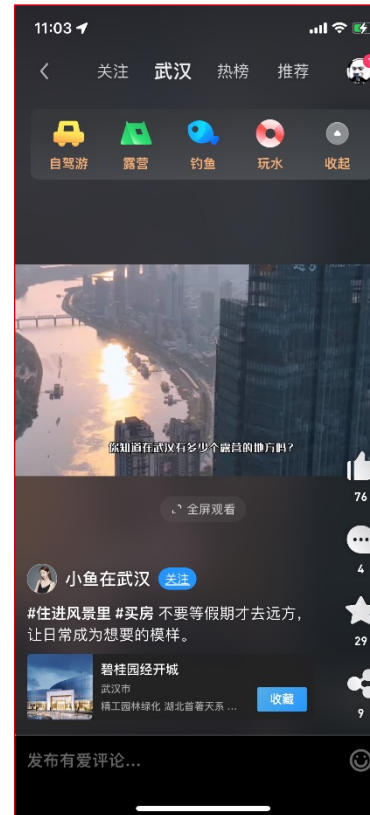 11:03
关注 武汉 热榜 推荐
自驾游 露营 钓鱼 玩水 收起
你知道在武汉有多少个露营的地方吗?
全屏观看
76
4
29
9
小鱼在武汉 关注
#住进风景里 #买房 不要等假期才去远方,
让日常成为想要的模样。
碧桂园经开城
武汉市
精工园林绿化 湖北首著天系 ...
收藏
发布有爱评论...